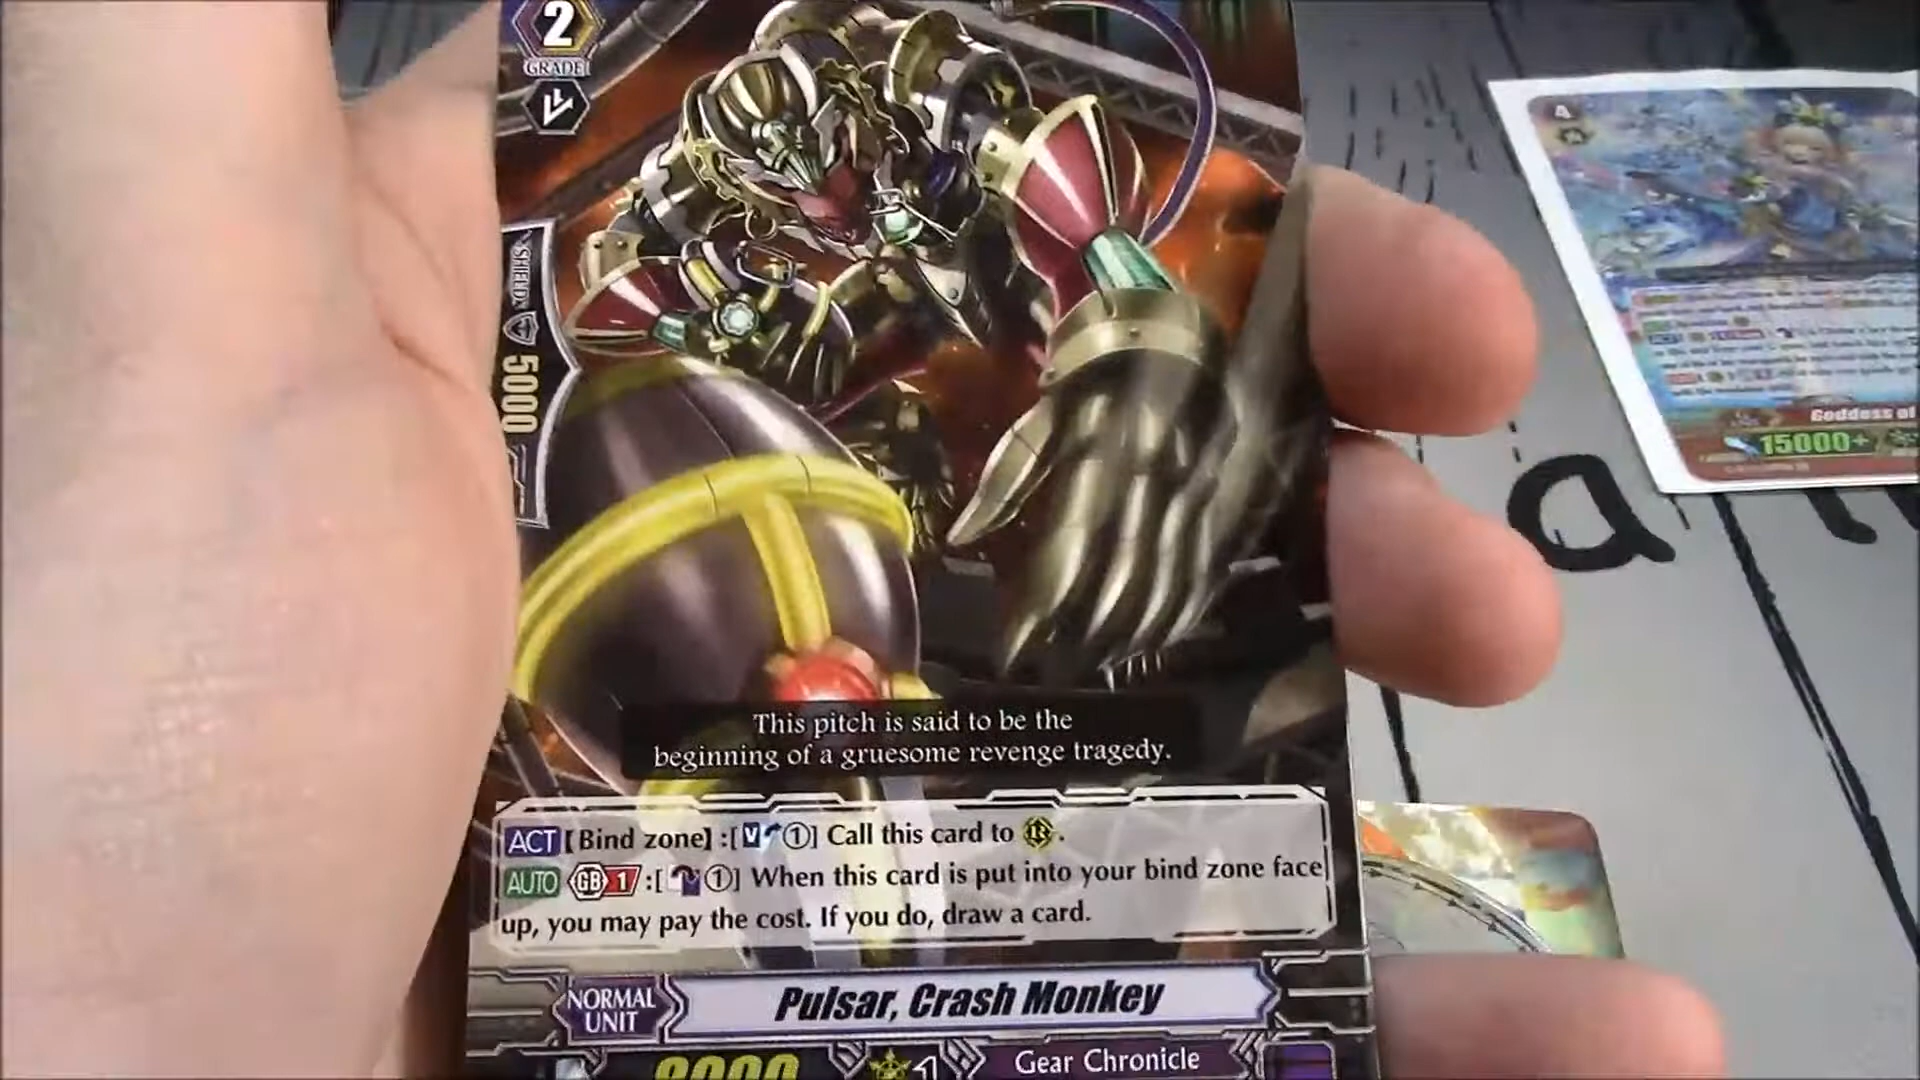 2
GRADE
SHIELD
5000
This pitch is said to be the
beginning of a gruesome revenge tragedy.
ACT【Bind zone】:[V ①] Call this card to R.
AUTO GB1:[①] When this card is put into your bind zone face
up, you may pay the cost. If you do, draw a card.
NORMAL
UNIT
Pulsar, Crash Monkey
1
Gear Chronicle
4
Goddess of
15000+
a